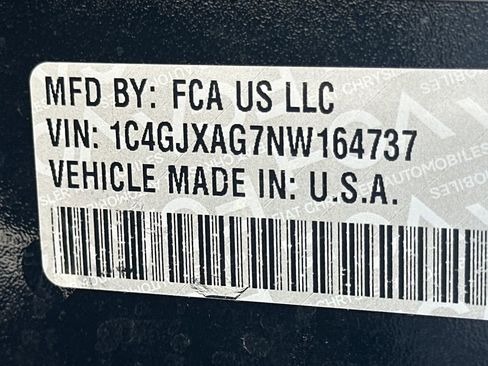 MFD BY: FCA US LLC
VIN: 1C4GJXAG7NW164737
VEHICLE MADE IN: U.S.A.